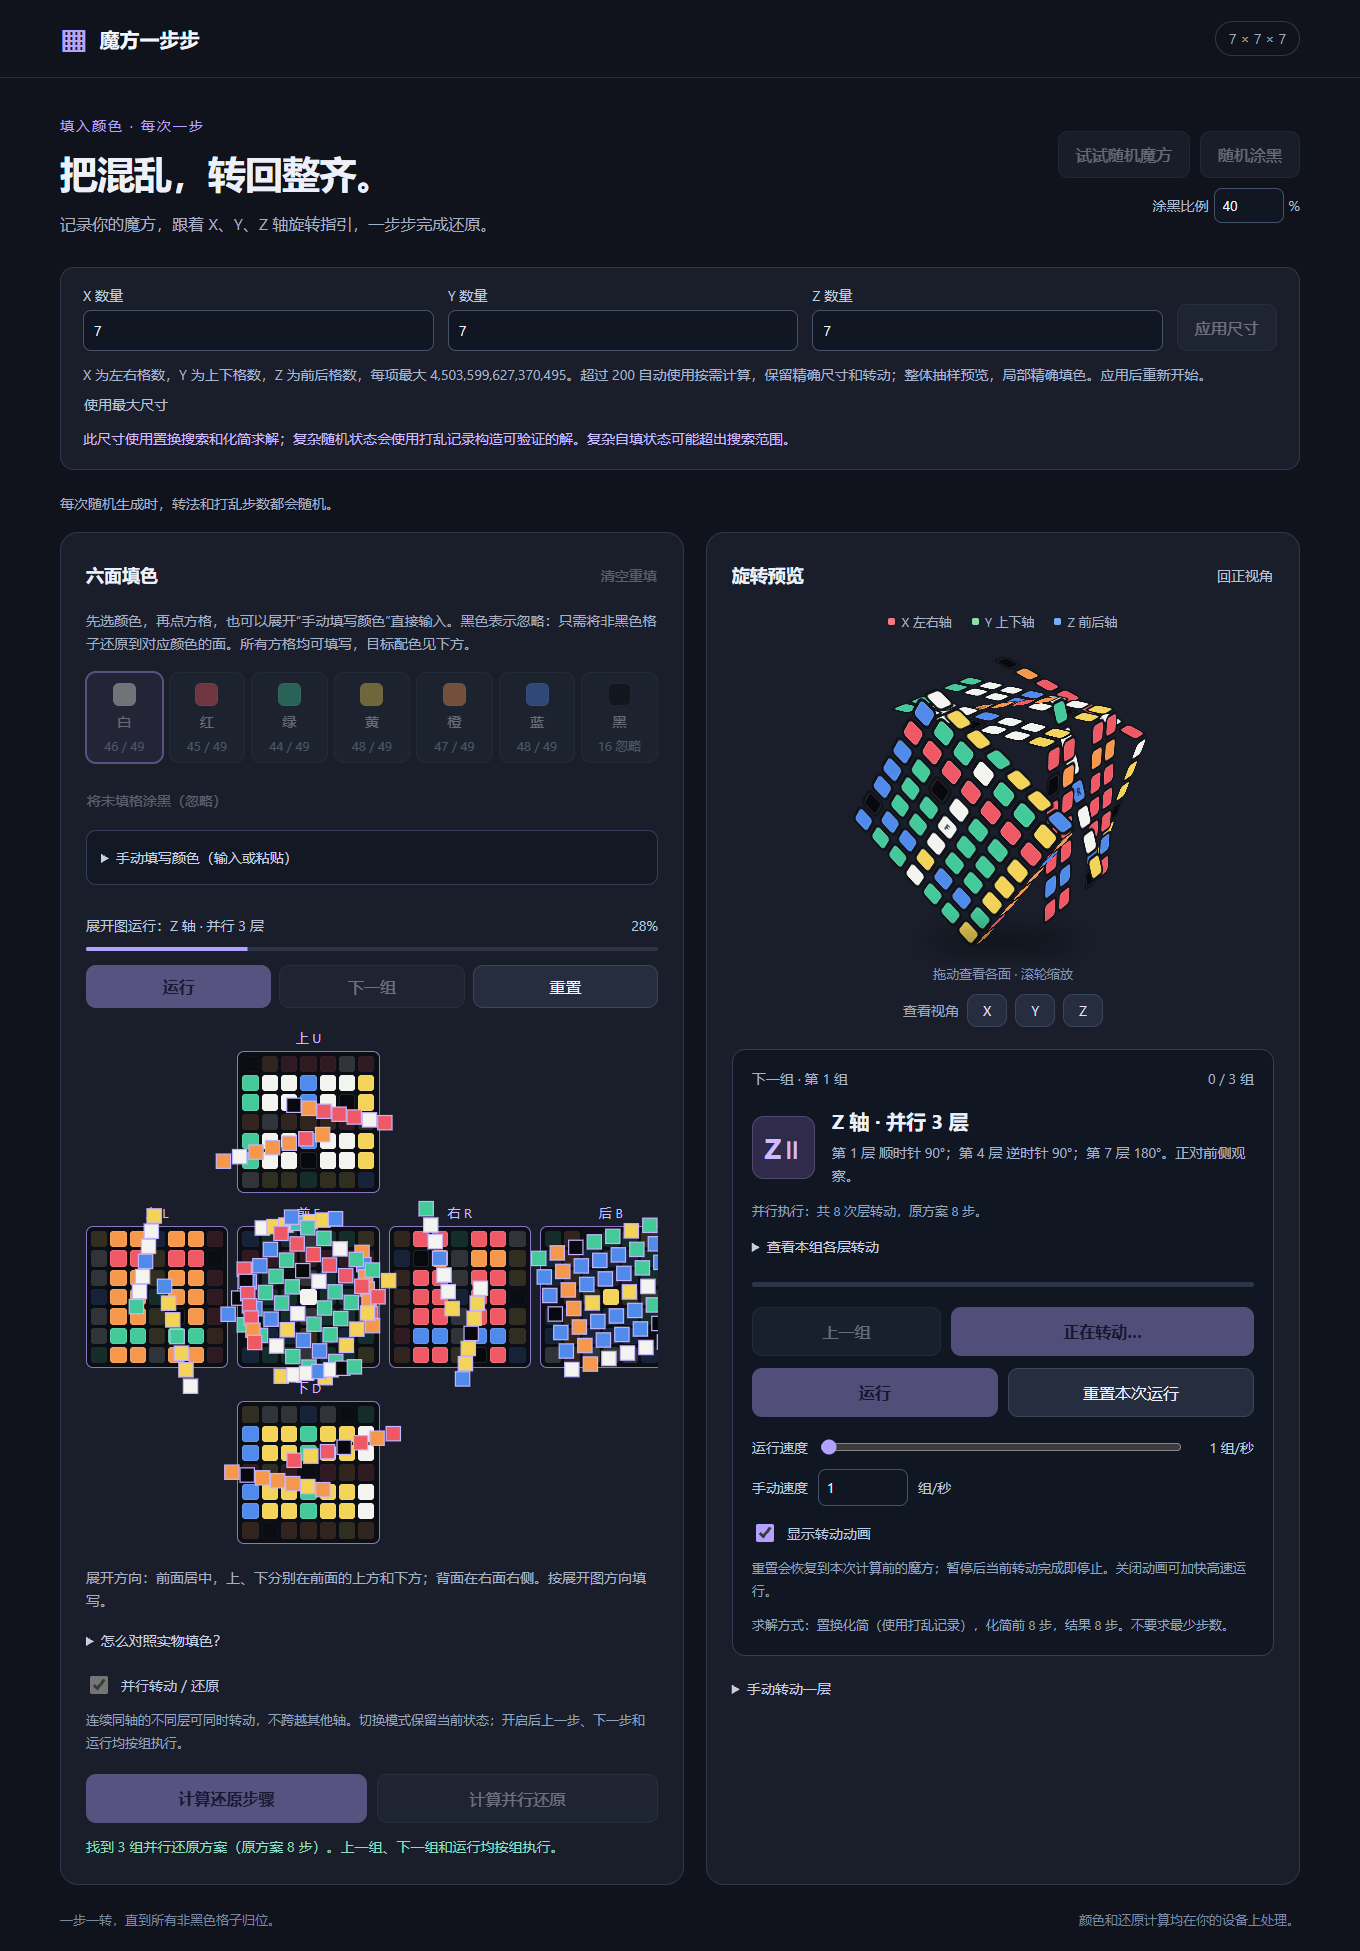 魔方一步步
7 × 7 × 7
填入颜色 · 每次一步
把混乱，转回整齐。
记录你的魔方，跟着 X、Y、Z 轴旋转指引，一步步完成还原。
试试随机魔方
随机涂黑
涂黑比例 40 %
X 数量
Y 数量
Z 数量
7
7
7
应用尺寸
X 为左右格数，Y 为上下格数，Z 为前后格数，每项最大 4,503,599,627,370,495。超过 200 自动使用按需计算，保留精确尺寸和转动；整体抽样预览，局部精确填色。应用后重新开始。
使用最大尺寸
此尺寸使用置换搜索和化简求解；复杂随机状态会使用打乱记录构造可验证的解。复杂自填状态可能超出搜索范围。
每次随机生成时，转法和打乱步数都会随机。
六面填色
清空重填
先选颜色，再点方格，也可以展开“手动填写颜色”直接输入。黑色表示忽略：只需将非黑色格
子还原到对应颜色的面。所有方格均可填写，目标配色见下方。
白
红
绿
黄
橙
蓝
黑
46 / 49
45 / 49
44 / 49
48 / 49
47 / 49
48 / 49
16 忽略
将未填格涂黑（忽略）
手动填写颜色（输入或粘贴）
展开图运行：Z 轴 · 并行 3 层
28%
运行
下一组
重置
上 U
L
前 F
右 R
后 B
下 D
展开方向：前面居中，上、下分别在前面的上方和下方；背面在右面右侧。按展开图方向填
写。
怎么对照实物填色？
并行转动 / 还原
连续同轴的不同层可同时转动，不跨越其他轴。切换模式保留当前状态；开启后上一步、下一步和
运行均按组执行。
计算还原步骤
计算并行还原
找到 3 组并行还原方案（原方案 8 步）。上一组、下一组和运行均按组执行。
旋转预览
回正视角
X 左右轴
Y 上下轴
Z 前后轴
F
R
拖动查看各面 · 滚轮缩放
查看视角
X
Y
Z
下一组 · 第 1 组
0 / 3 组
Z
Z 轴 · 并行 3 层
第 1 层 顺时针 90°；第 4 层 逆时针 90°；第 7 层 180°。正对前侧观
察。
并行执行：共 8 次层转动，原方案 8 步。
查看本组各层转动
上一组
正在转动...
运行
重置本次运行
运行速度
1 组/秒
手动速度 1 组/秒
显示转动动画
重置会恢复到本次计算前的魔方；暂停后当前转动完成即停止。关闭动画可加快高速运
行。
求解方式：置换化简（使用打乱记录），化简前 8 步，结果 8 步。不要求最少步数。
手动转动一层
一步一转，直到所有非黑色格子归位。
颜色和还原计算均在你的设备上处理。